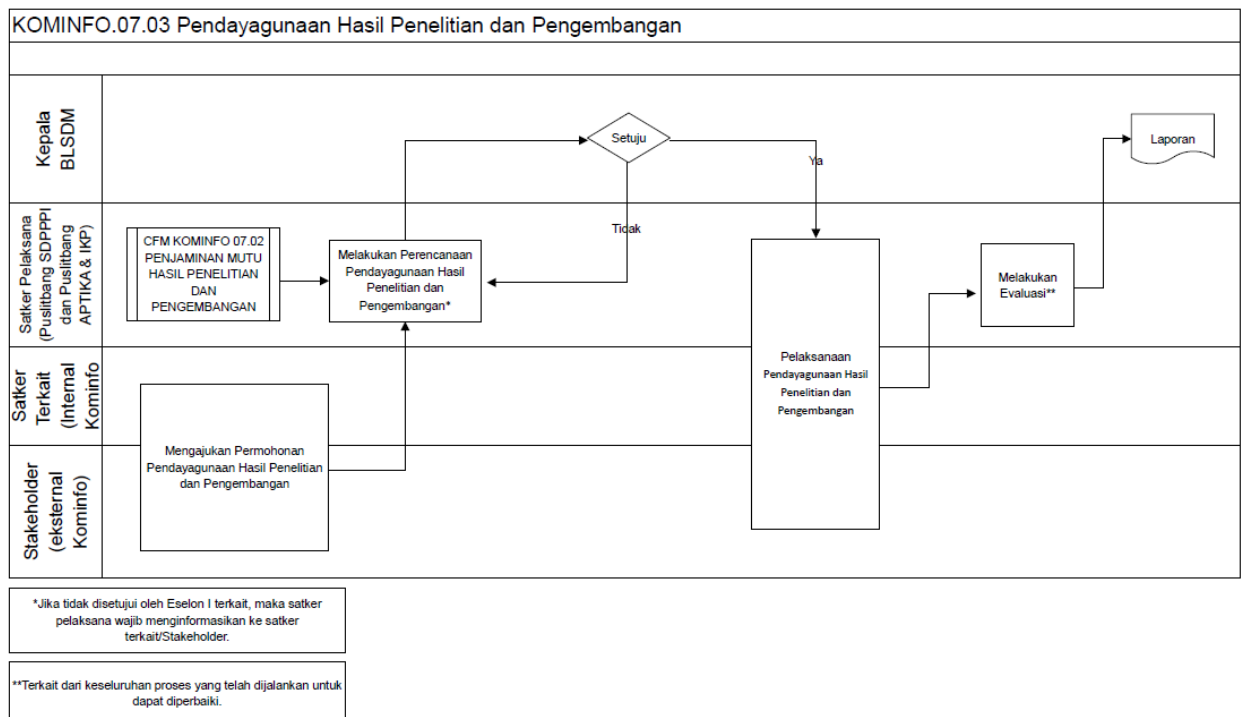 KOMINFO.07.03 Pendayagunaan Hasil Penelitian dan Pengembangan
Kepala
BLSDM
Setuju
Ya
Tidak
Laporan
Satker Pelaksana
(Puslitbang SDPPPI
dan Puslitbang
APTIKA & IKP)
CFM KOMINFO 07.02
PENJAMINAN MUTU
HASIL PENELITIAN
DAN
PENGEMBANGAN
Melakukan Perencanaan
Pendayagunaan Hasil
Penelitian dan
Pengembangan*
Melakukan
Evaluasi**
Satker
Terkait
(Internal
Kominfo
Pelaksanaan
Pendayagunaan Hasil
Penelitian dan
Pengembangan
Stakeholder
(eksternal
Kominfo)
Mengajukan Permohonan
Pendayagunaan Hasil Penelitian
dan Pengembangan
*Jika tidak disetujui oleh Eselon I terkait, maka satker
pelaksana wajib menginformasikan ke satker
terkait/Stakeholder.
**Terkait dari keseluruhan proses yang telah dijalankan untuk
dapat diperbaiki.